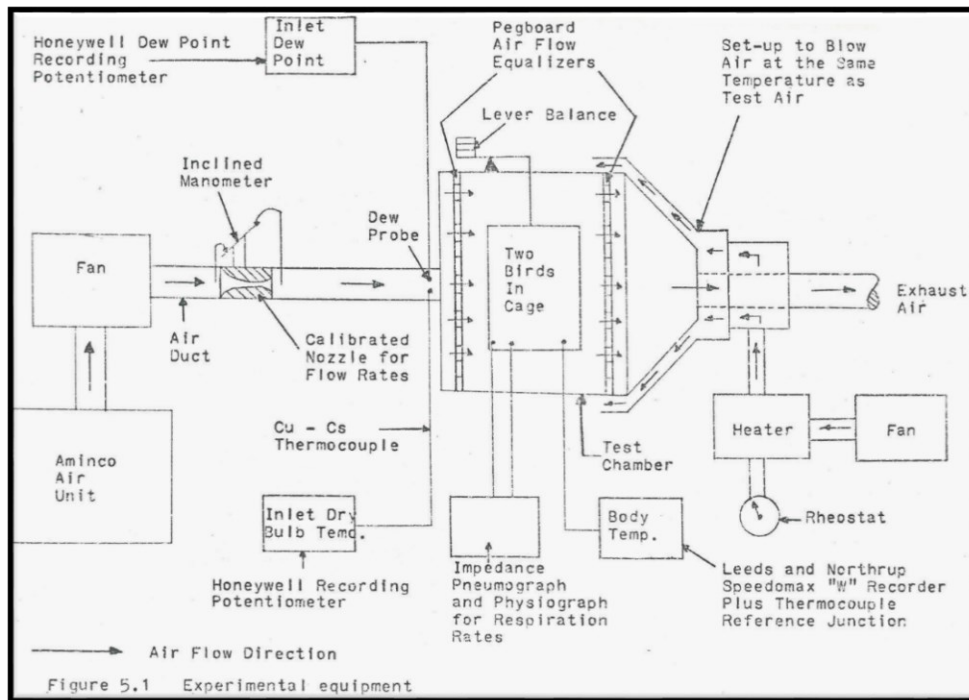 Honeywell Dew Point
Recording
Potentiometer
Inlet
Dew
Point
Pegboard
Air Flow
Equalizers
Lever Balance
Set-up to Blow
Air at the Same
Temperature as
Test Air
Inclined
Manometer
Dew
Probe
Fan
Two
Birds
In
Cage
Exhaust
Air
Air
Duct
Calibrated
Nozzle for
Flow Rates
Cu - Cs
Thermocouple
Test
Chamber
Heater
Fan
Aminco
Air
Unit
Inlet Dry
Bulb Temp.
Body
Temp.
Rheostat
Honeywell Recording
Potentiometer
Impedance
Pneumograph
and Physiograph
for Respiration
Rates
Leeds and Northrup
Speedomax "W" Recorder
Plus Thermocouple
Reference Junction
Air Flow Direction
Figure 5.1 Experimental equipment